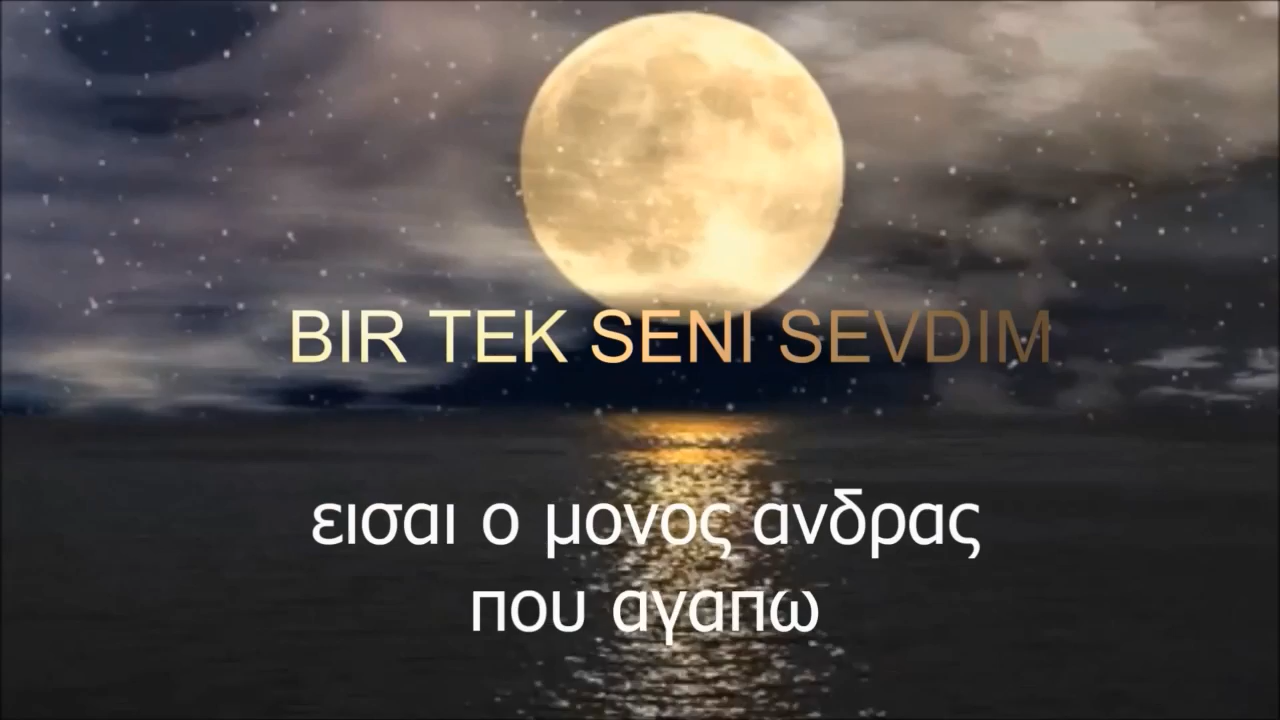 BIR TEK SENI SEVDIM
εισαι ο μονος ανδρας
που αγαπω